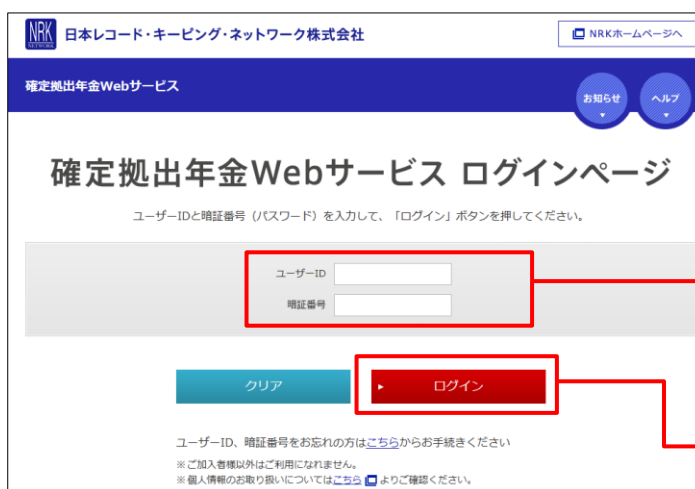 NRK
NETWORK
日本レコード・キーピング・ネットワーク株式会社
NRKホームページへ
確定拠出年金Webサービス
お知らせ
ヘルプ
確定拠出年金Webサービス ログインページ
ユーザーIDと暗証番号（パスワード）を入力して、「ログイン」ボタンを押してください。
ユーザーID
暗証番号
クリア
ログイン
ユーザーID、暗証番号をお忘れの方はこちらからお手続きください
※ご加入者様以外はご利用になれません。
※個人情報のお取り扱いについてはこちら よりご確認ください。